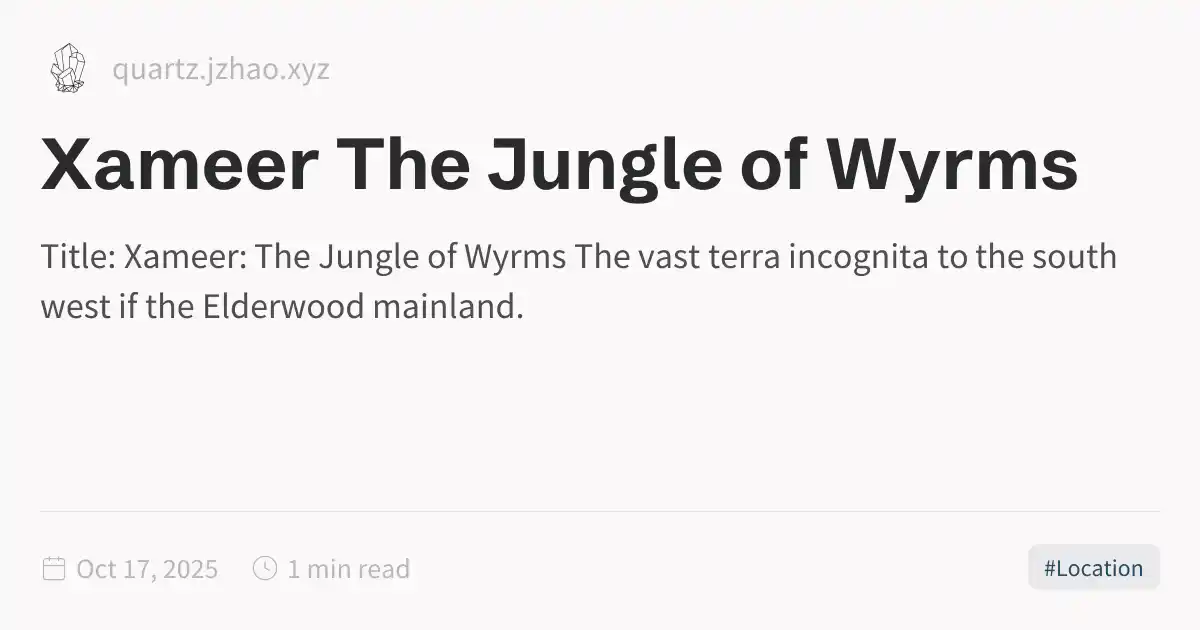 quartz.jzhao.xyz
Xameer The Jungle of Wyrms
Title: Xameer: The Jungle of Wyrms The vast terra incognita to the south
west if the Elderwood mainland.
Oct 17, 2025
1 min read
#Location